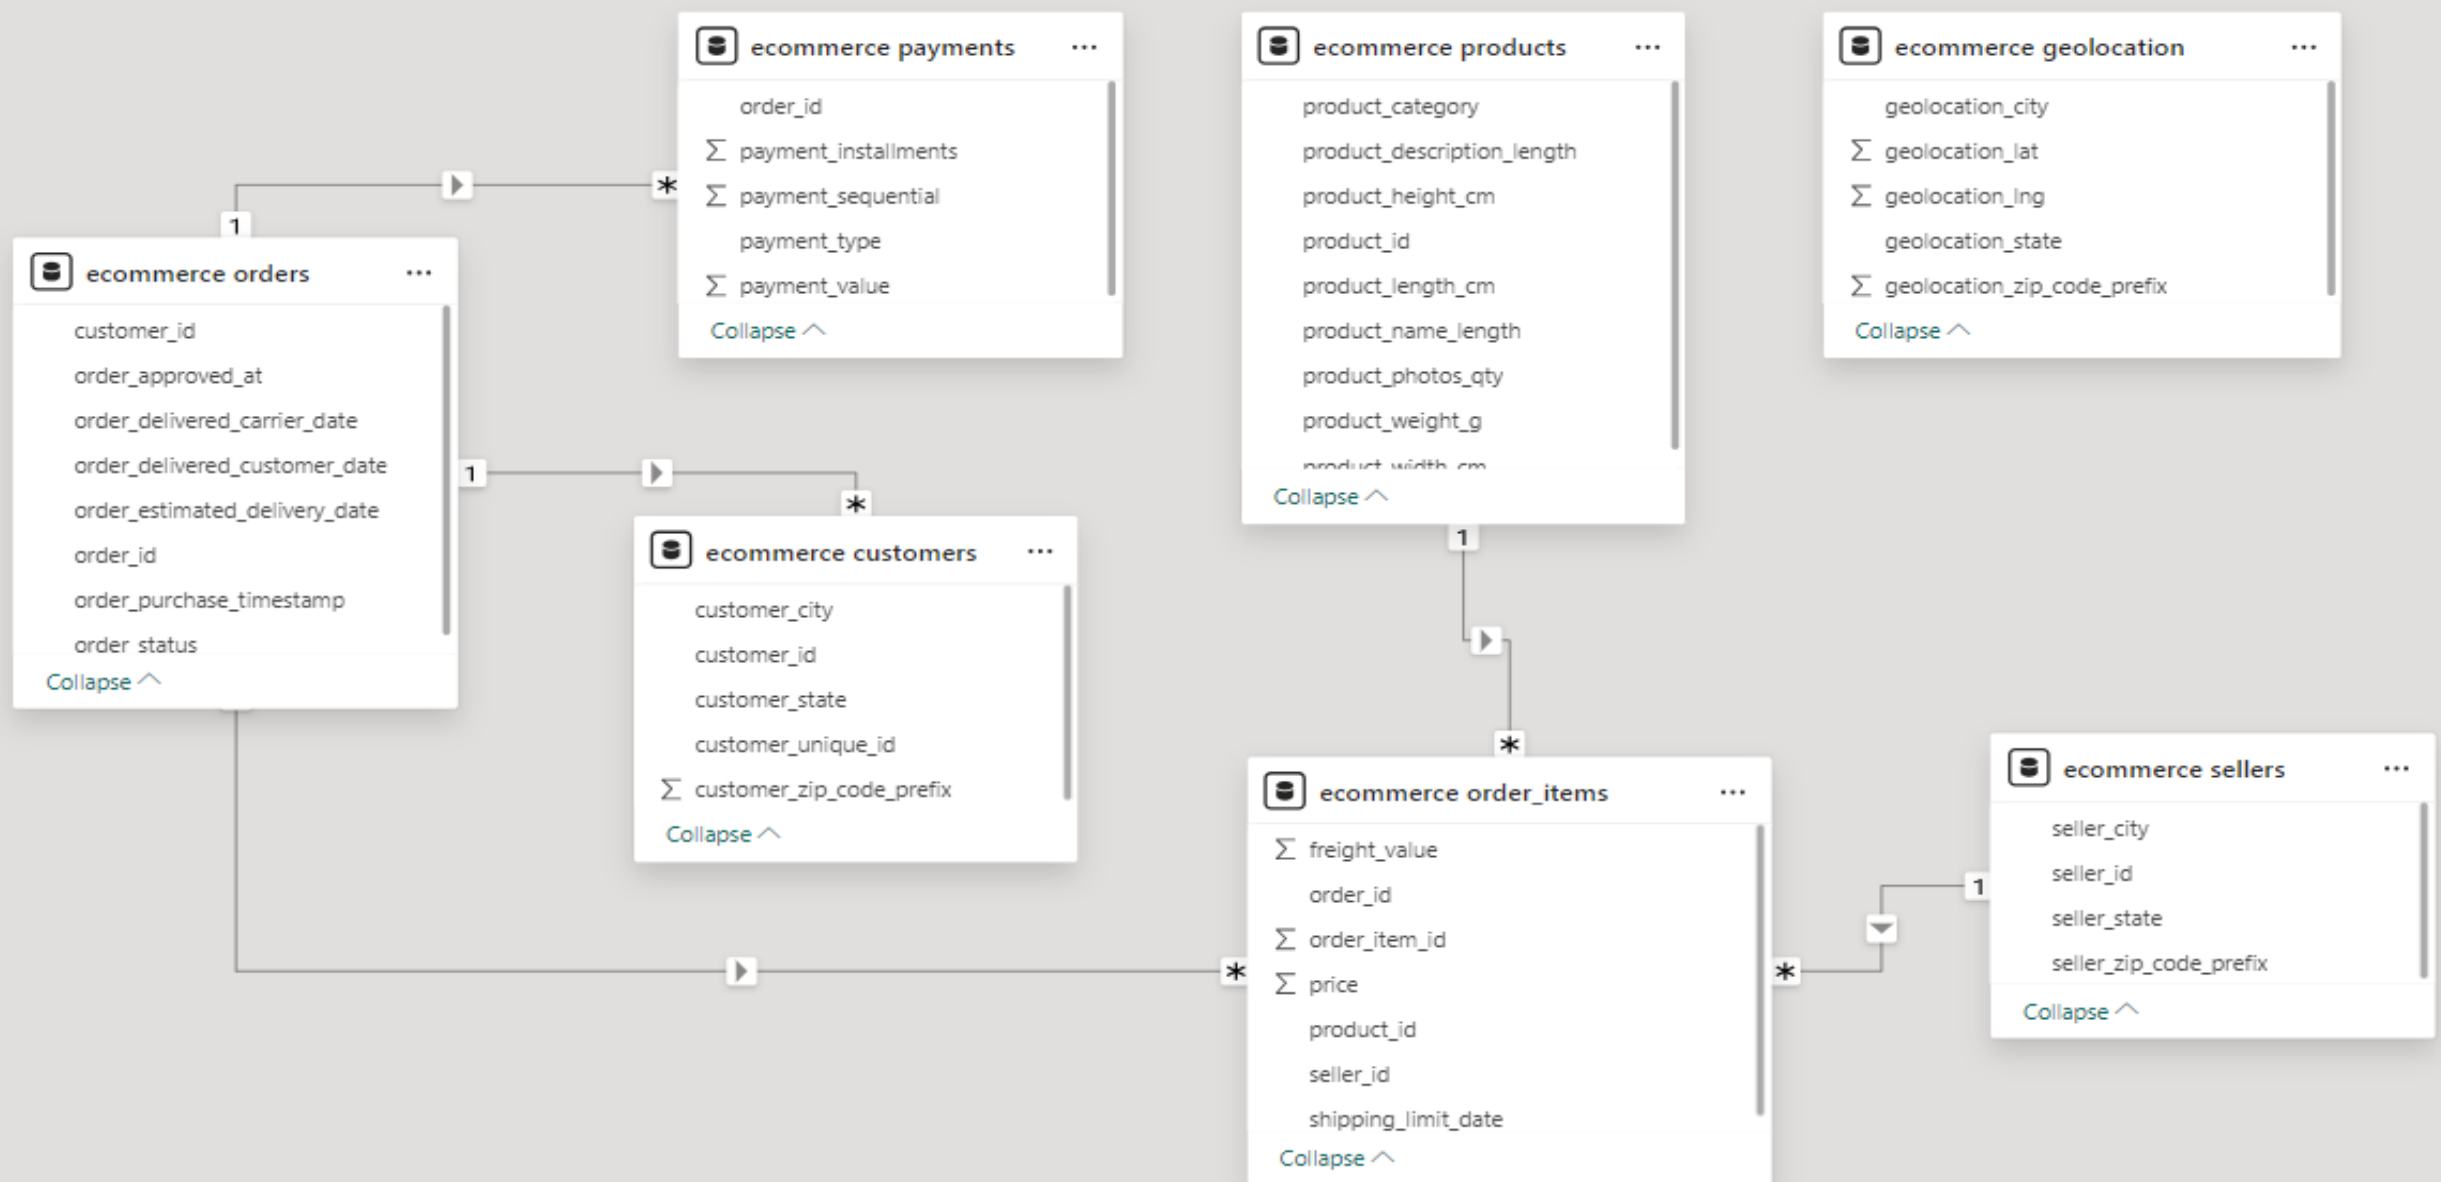 ecommerce payments
order_id
Σ payment_installments
Σ payment_sequential
payment_type
Σ payment_value
Collapse
ecommerce products
product_category
product_description_length
product_height_cm
product_id
product_length_cm
product_name_length
product_photos_qty
product_weight_g
product_width_cm
Collapse
ecommerce geolocation
geolocation_city
Σ geolocation_lat
Σ geolocation_lng
geolocation_state
Σ geolocation_zip_code_prefix
Collapse
*
1
ecommerce orders
customer_id
order_approved_at
order_delivered_carrier_date
order_delivered_customer_date
order_estimated_delivery_date
order_id
order_purchase_timestamp
order_status
Collapse
1
*
ecommerce customers
customer_city
customer_id
customer_state
customer_unique_id
Σ customer_zip_code_prefix
Collapse
1
*
ecommerce order_items
Σ freight_value
order_id
Σ order_item_id
Σ price
product_id
seller_id
shipping_limit_date
Collapse
*
*
1
ecommerce sellers
seller_city
seller_id
seller_state
seller_zip_code_prefix
Collapse